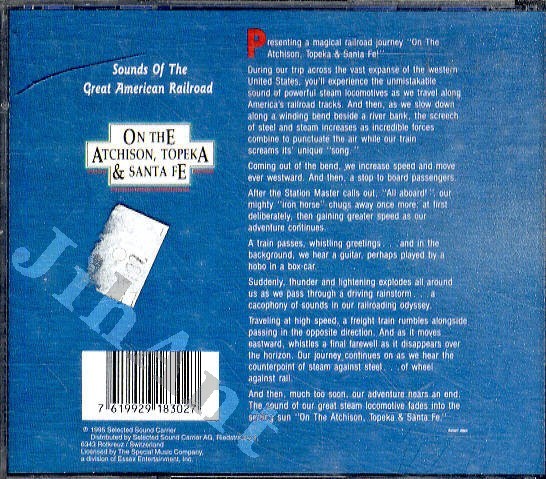 Sounds Of The
Great American Railroad
ON THE
ATCHISON, TOPEKA
& SANTA FE
Presenting a magical railroad journey "On The
Atchison, Topeka & Santa Fe!"
During our trip across the vast expanse of the western
United States, you'll experience the unmistakable
sound of powerful steam locomotives as we travel along
America's railroad tracks. And then, as we slow down
along a winding bend beside a river bank, the screech
of steel and steam increases as incredible forces
combine to punctuate the air while our train
screams its' unique "song."
Coming out of the bend, we increase speed and move
ever westward. And then, a stop to board passengers.
After the Station Master calls out, "All aboard!", our
mighty "iron horse" chugs away once more; at first
deliberately, then gaining greater speed as our
adventure continues.
A train passes, whistling greetings . . .and in the
background, we hear a guitar, perhaps played by a
hobo in a box-car.
Suddenly, thunder and lightening explodes all around
us as we pass through a driving rainstorm . . . a
cacophony of sounds in our railroading odyssey.
Traveling at high speed, a freight train rumbles alongside
passing in the opposite direction. And as it moves
eastward, whistles a final farewell as it disappears over
the horizon. Our journey continues on as we hear the
counterpoint of steam against steel . . .of wheel
against rail.
And then, much too soon, our adventure nears an end.
The sound of our great steam locomotive fades into the
setting sun "On The Atchison, Topeka & Santa Fe."
7 619929 183027
℗ 1995 Selected Sound Carrier
Distributed by Selected Sound Carrier AG,
6343 Rotkreuz / Switzerland
Licensed by The Special Music Company,
a division of Essex Entertainment, Inc.